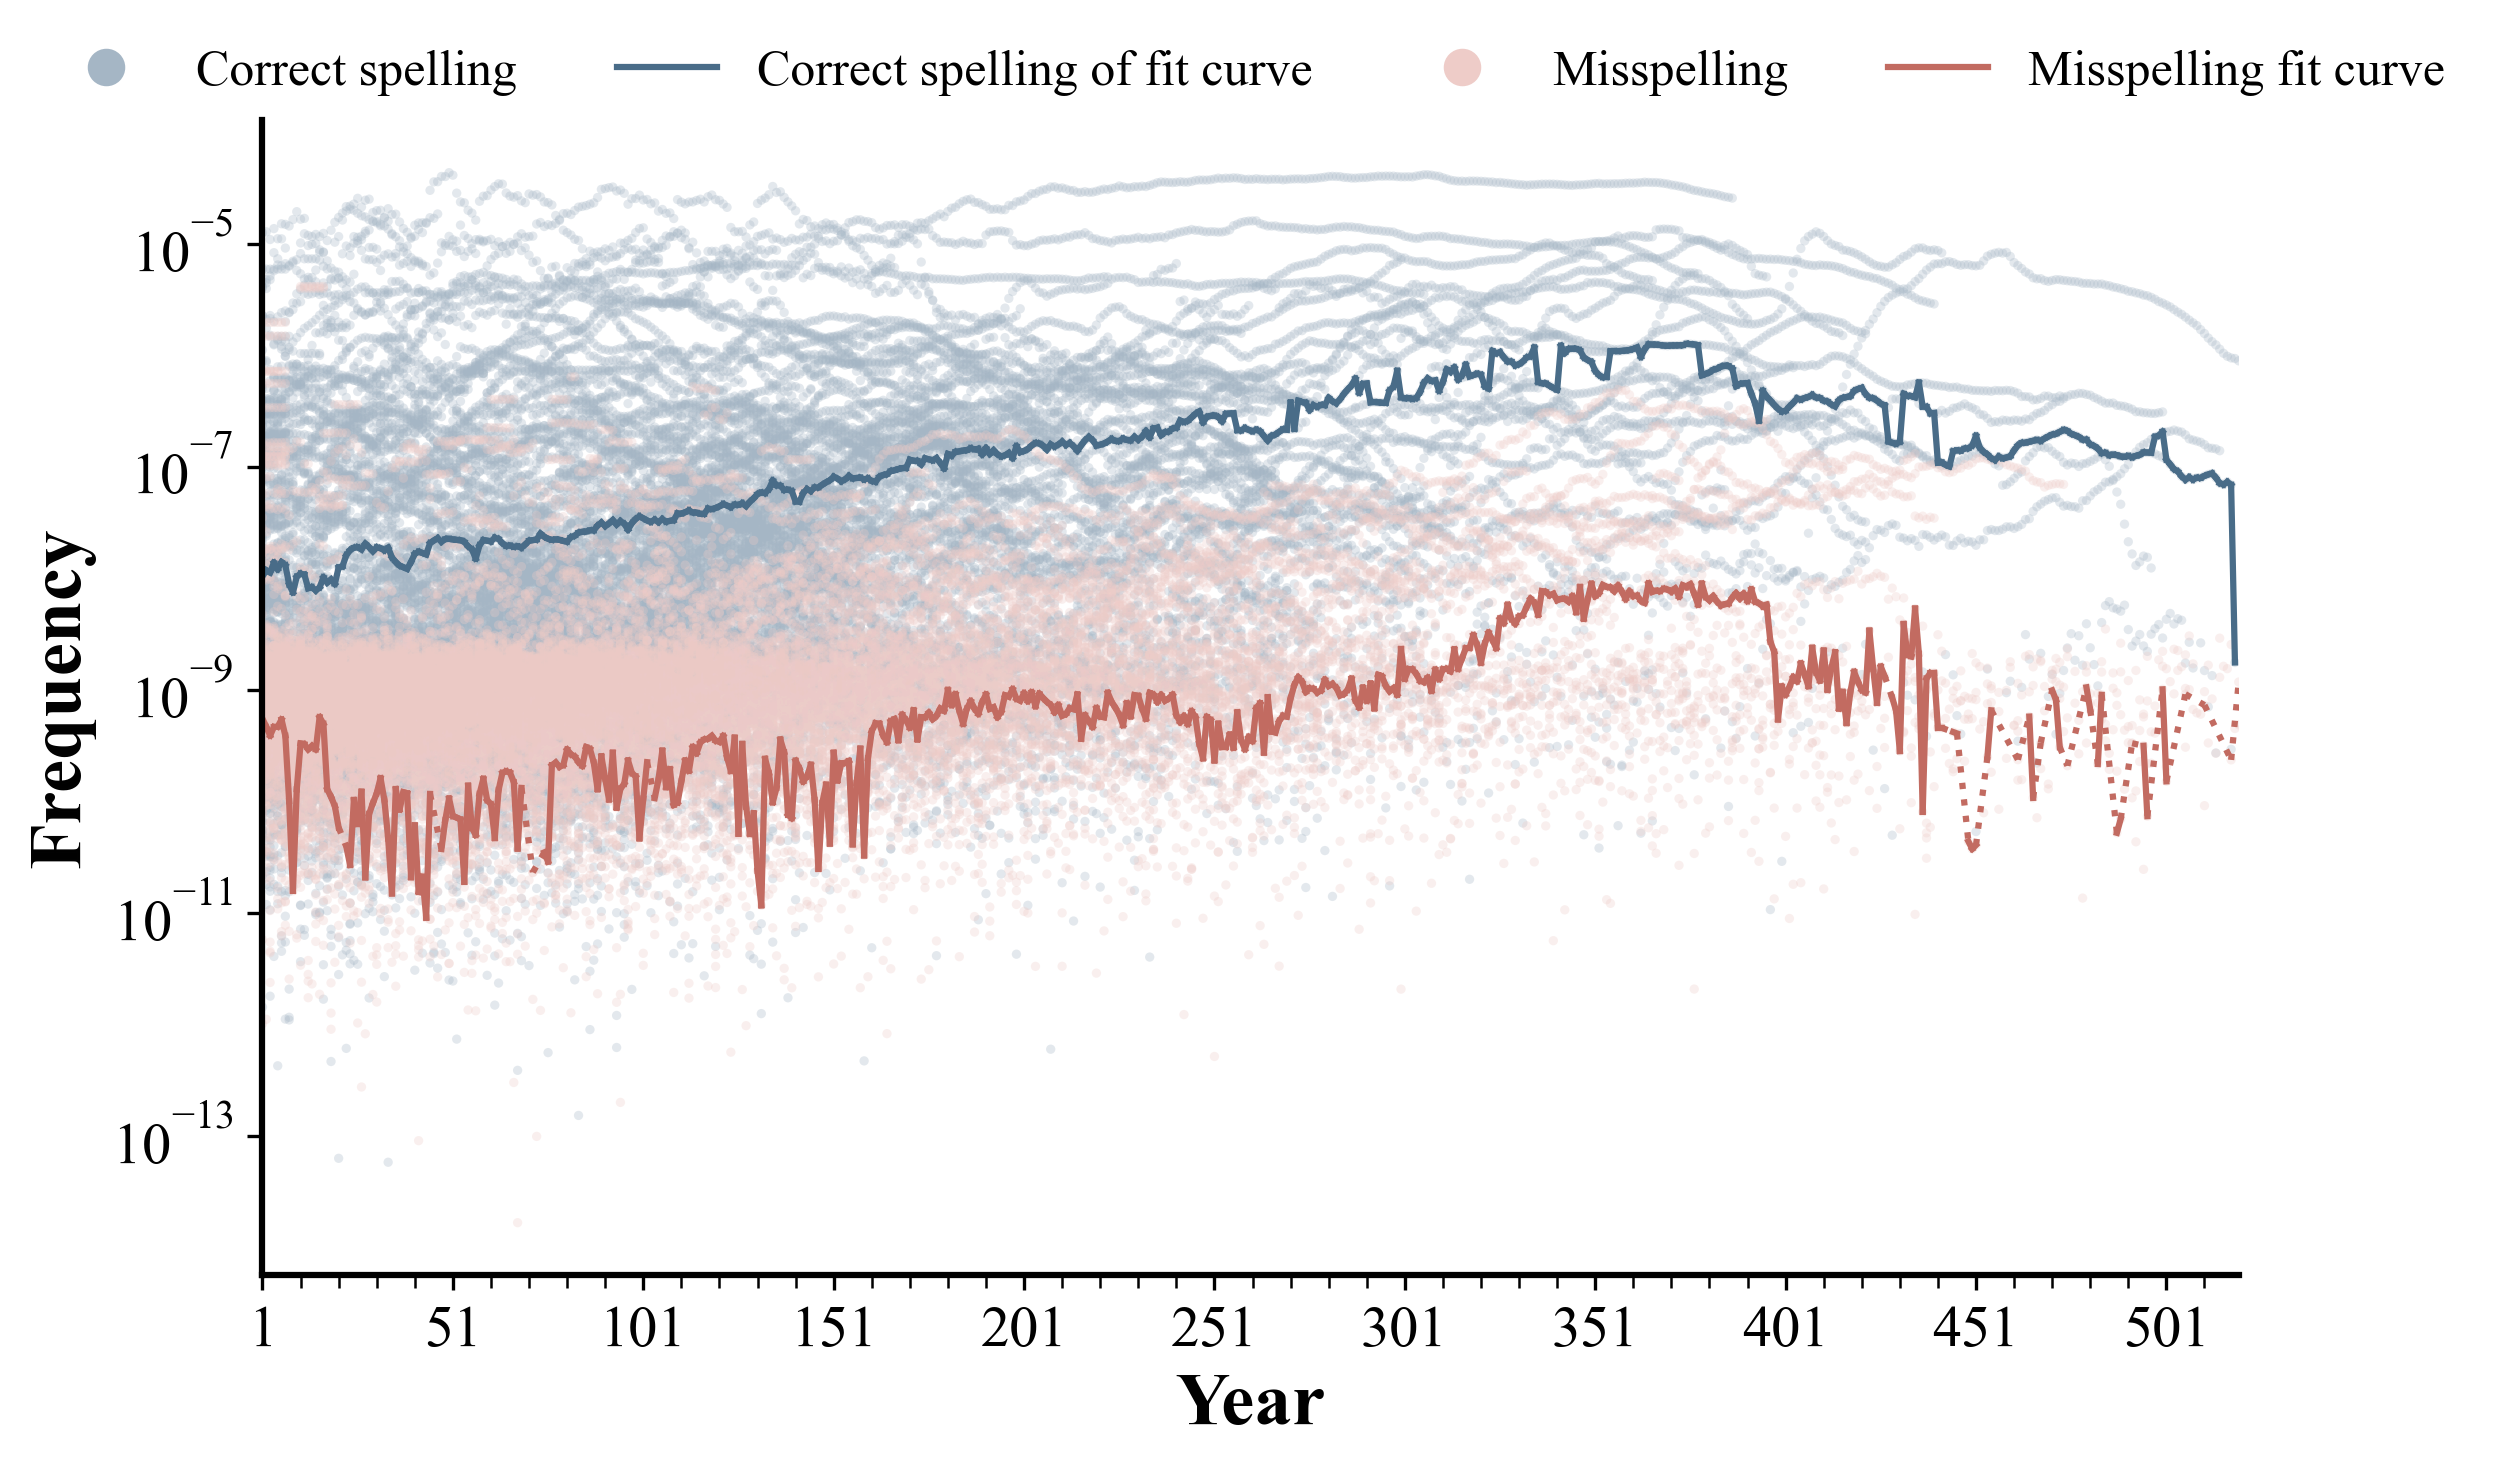 Correct spelling Correct spelling of fit curve Misspelling Misspelling fit curve
Frequency
10^−5
10^−7
10^−9
10^−11
10^−13
1 51 101 151 201 251 301 351 401 451 501
Year